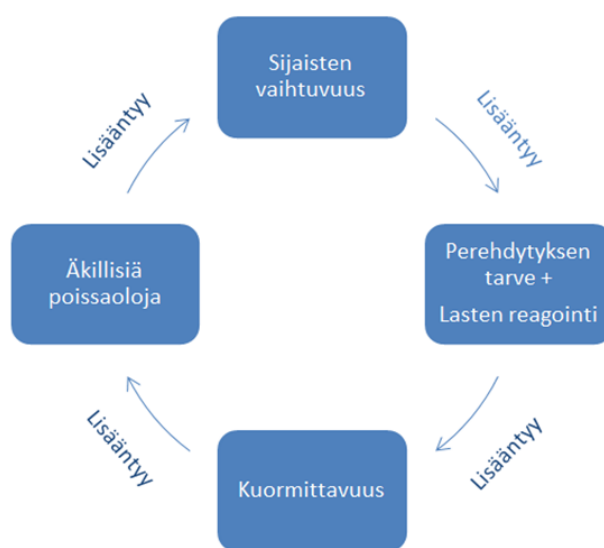 Sijaisten
vaihtuvuus
Lisääntyy
Perehdytyksen
tarve +
Lasten reagointi
Lisääntyy
Kuormittavuus
Lisääntyy
Äkillisiä
poissaoloja
Lisääntyy